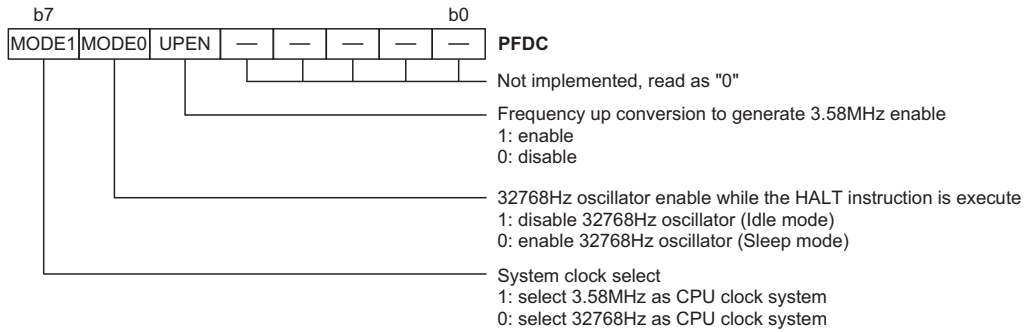 b7 b0
MODE1 MODE0 UPEN — — — — — PFDC
Not implemented, read as "0"
Frequency up conversion to generate 3.58MHz enable
1: enable
0: disable
32768Hz oscillator enable while the HALT instruction is execute
1: disable 32768Hz oscillator (Idle mode)
0: enable 32768Hz oscillator (Sleep mode)
System clock select
1: select 3.58MHz as CPU clock system
0: select 32768Hz as CPU clock system